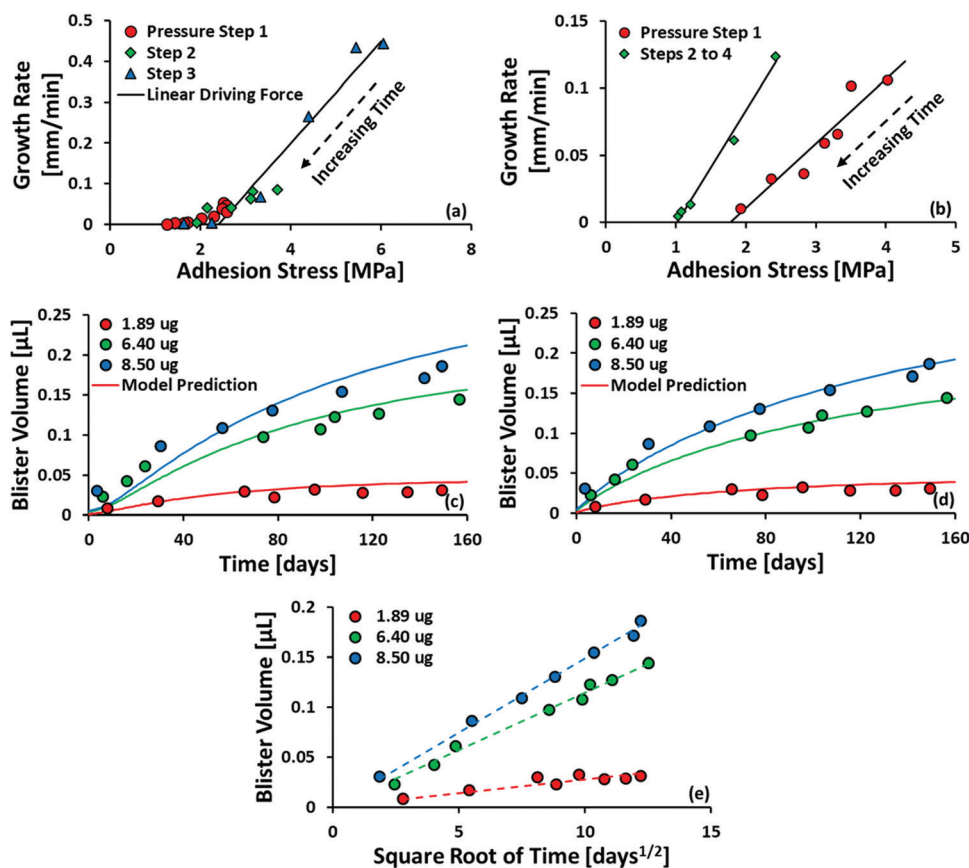 Growth Rate
[mm/min]
0.5
0.4
0.3
0.2
0.1
0
Pressure Step 1
Step 2
Step 3
Linear Driving Force
Increasing Time
(a)
0 2 4 6 8
Adhesion Stress [MPa]
Growth Rate
[mm/min]
0.15
0.1
0.05
0
Pressure Step 1
Steps 2 to 4
Increasing Time
(b)
0 1 2 3 4 5
Adhesion Stress [MPa]
Blister Volume [µL]
0.25
0.2
0.15
0.1
0.05
0
1.89 ug
6.40 ug
8.50 ug
Model Prediction
(c)
0 40 80 120 160
Time [days]
Blister Volume [µL]
0.25
0.2
0.15
0.1
0.05
0
1.89 ug
6.40 ug
8.50 ug
Model Prediction
(d)
0 40 80 120 160
Time [days]
Blister Volume [µL]
0.2
0.15
0.1
0.05
0
1.89 ug
6.40 ug
8.50 ug
(e)
0 5 10 15
Square Root of Time [days1/2]